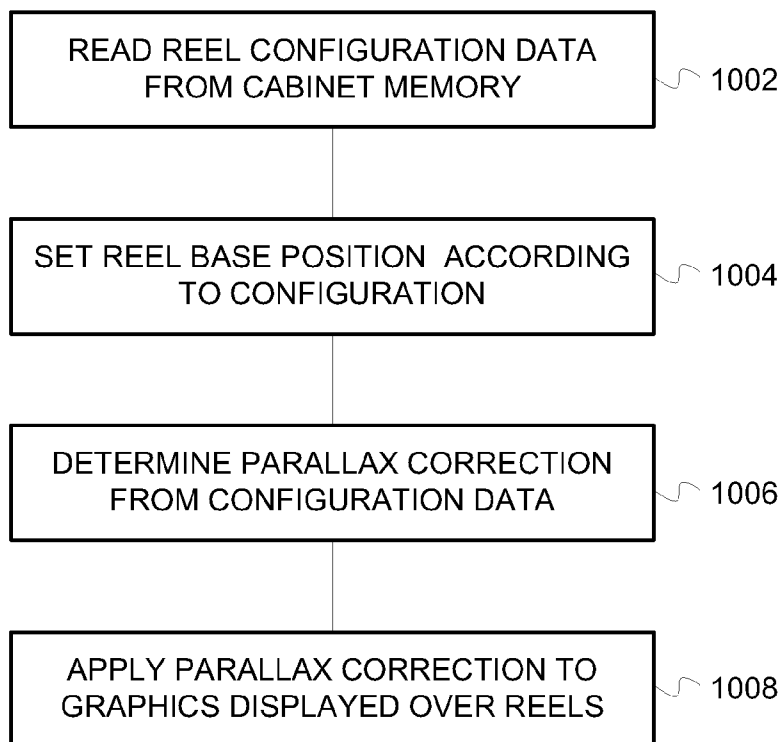 READ REEL CONFIGURATION DATA
FROM CABINET MEMORY
1002
SET REEL BASE POSITION ACCORDING
TO CONFIGURATION
1004
DETERMINE PARALLAX CORRECTION
FROM CONFIGURATION DATA
1006
APPLY PARALLAX CORRECTION TO
GRAPHICS DISPLAYED OVER REELS
1008